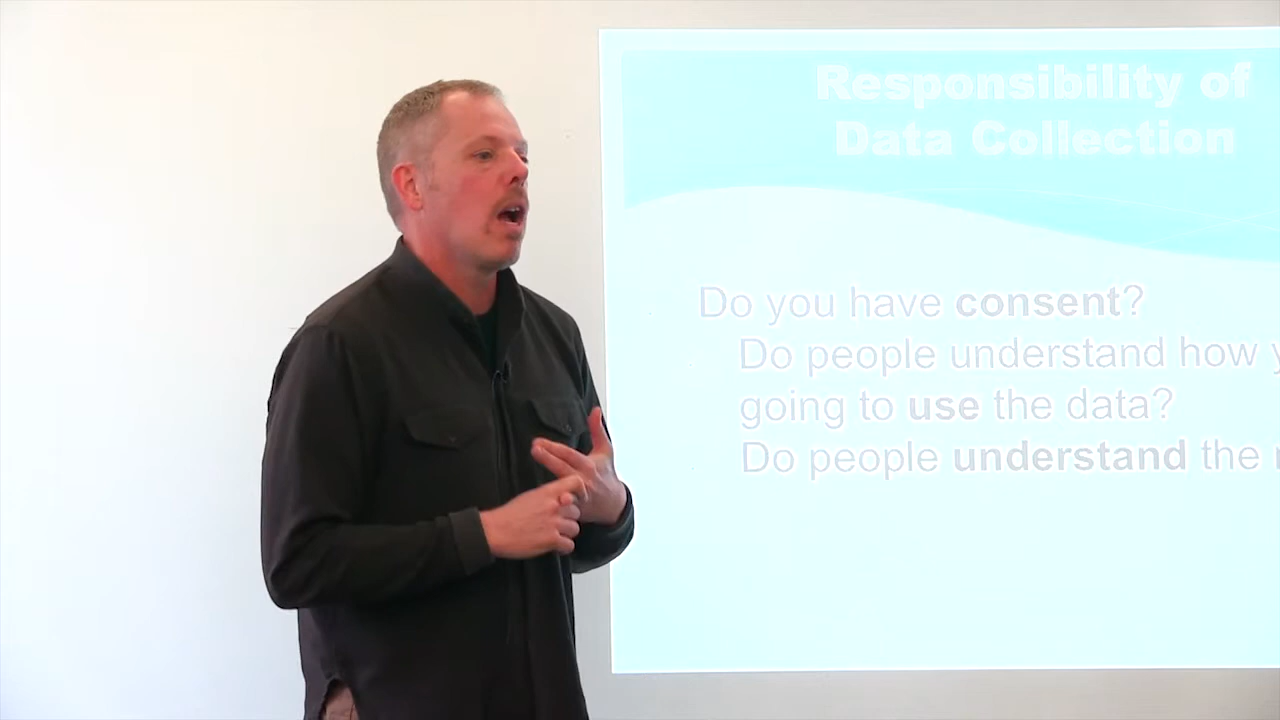 Responsibility of
Data Collection
Do you have consent?
Do people understand how
going to use the data?
Do people understand the